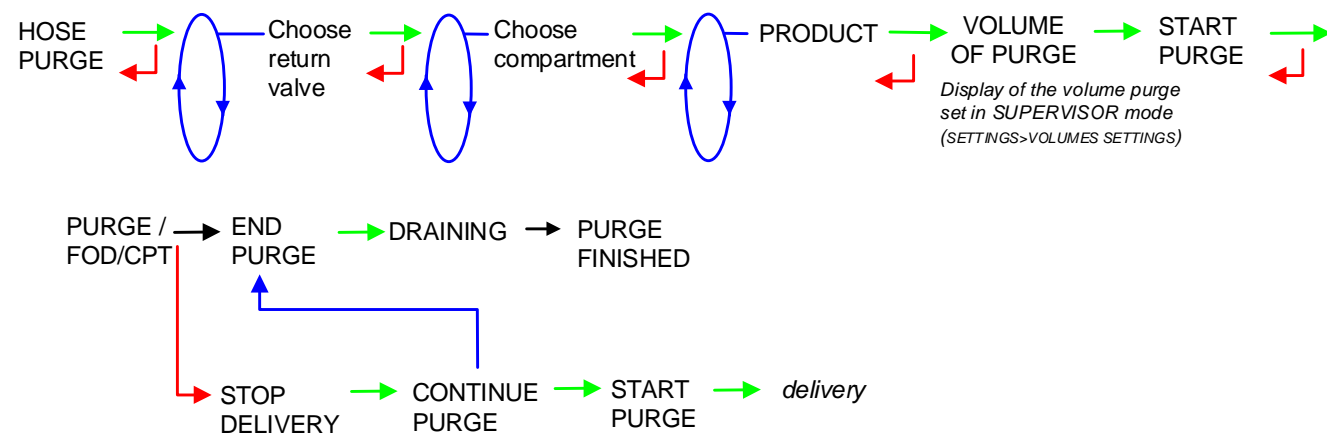 HOSE
PURGE
Choose
return
valve
Choose
compartment
PRODUCT
VOLUME
OF PURGE
START
PURGE
Display of the volume purge
set in SUPERVISOR mode
(SETTINGS>VOLUMES SETTINGS)
PURGE /
FOD/CPT
END
PURGE
DRAINING
PURGE
FINISHED
STOP
DELIVERY
CONTINUE
PURGE
START
PURGE
delivery